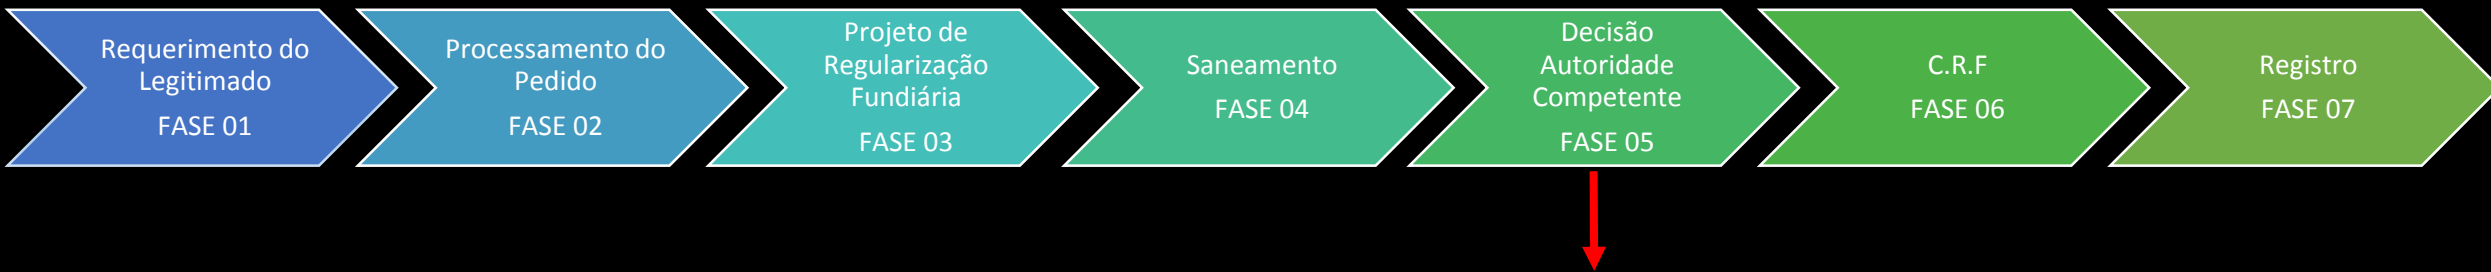 Requerimento do
Legitimado
FASE 01
Processamento do
Pedido
FASE 02
Projeto de
Regularização
Fundiária
FASE 03
Saneamento
FASE 04
Decisão
Autoridade
Competente
FASE 05
C.R.F
FASE 06
Registro
FASE 07